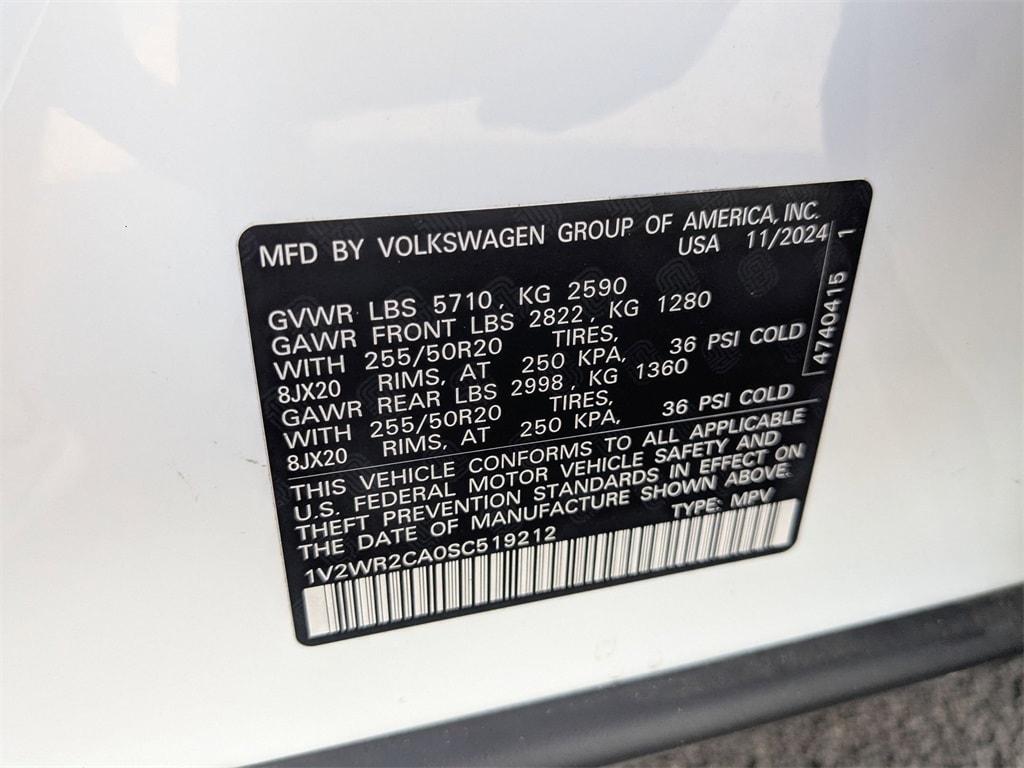 MFD BY VOLKSWAGEN GROUP OF AMERICA, INC.
USA 11/2024
GVWR LBS 5710, KG 2590
GAWR FRONT LBS 2822, KG 1280
WITH 255/50R20 TIRES,
8JX20 RIMS, AT 250 KPA, 36 PSI COLD
GAWR REAR LBS 2998, KG 1360
WITH 255/50R20 TIRES,
8JX20 RIMS, AT 250 KPA, 36 PSI COLD
THIS VEHICLE CONFORMS TO ALL APPLICABLE
U.S. FEDERAL MOTOR VEHICLE SAFETY AND
THEFT PREVENTION STANDARDS IN EFFECT ON
THE DATE OF MANUFACTURE SHOWN ABOVE.
1V2WR2CA0SC519212 TYPE: MPV
4740415 1